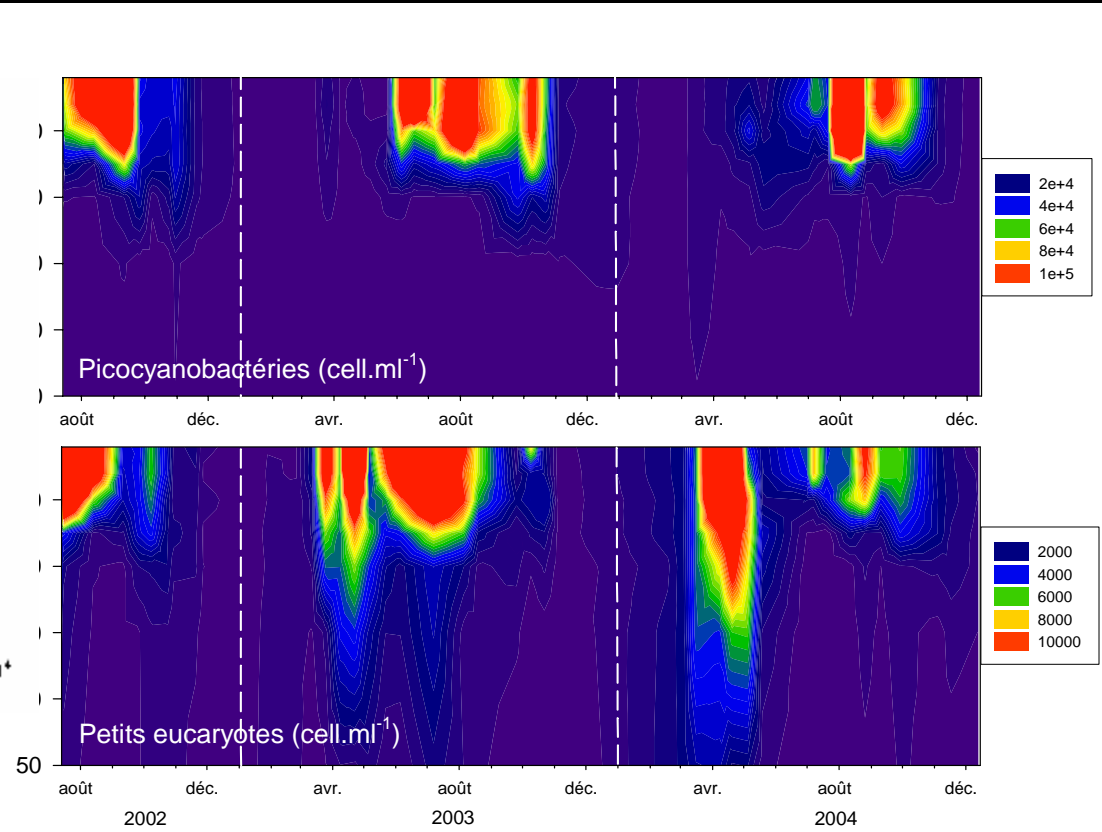 2e+4
4e+4
6e+4
8e+4
1e+5
Picocyanobactéries (cell.ml⁻¹)
août déc. avr. août déc. avr. août déc.
2000
4000
6000
8000
10000
Petits eucaryotes (cell.ml⁻¹)
50
août déc. avr. août déc. avr. août déc.
2002 2003 2004